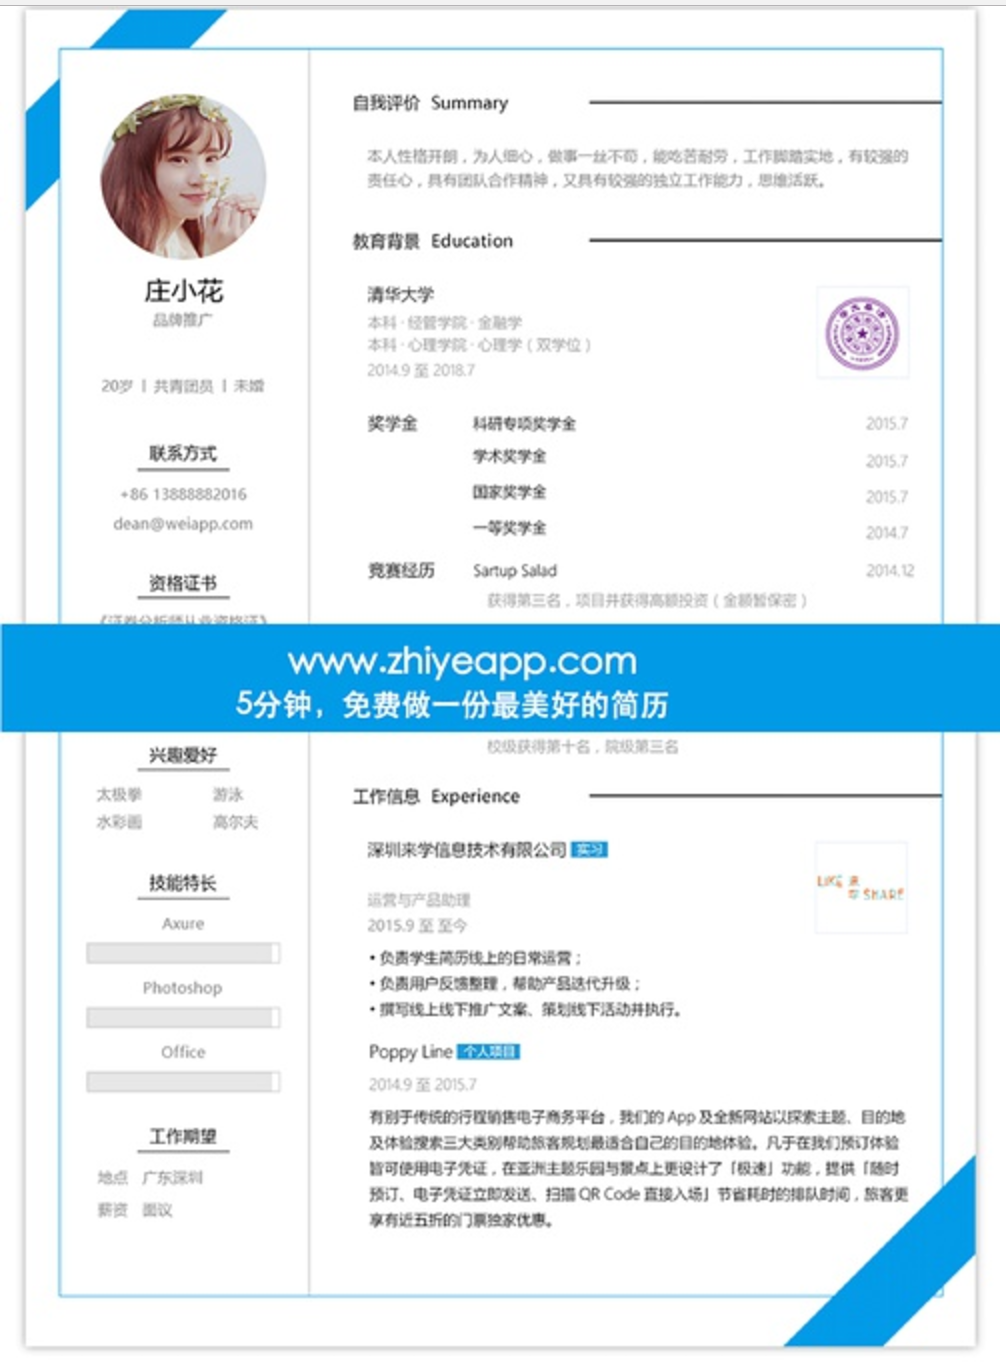 庄小花
品牌推广
20岁 | 共青团员 | 未婚
联系方式
+86 13888882016
dean@weiapp.com
资格证书
《证券分析师从业资格证》
兴趣爱好
太极拳 游泳
水彩画 高尔夫
技能特长
Axure
Photoshop
Office
工作期望
地点 广东深圳
薪资 面议
自我评价 Summary
本人性格开朗，为人细心，做事一丝不苟，能吃苦耐劳，工作脚踏实地，有较强的
责任心，具有团队合作精神，又具有较强的独立工作能力，思维活跃。
教育背景 Education
清华大学
本科 · 经管学院 · 金融学
本科 · 心理学院 · 心理学（双学位）
2014.9 至 2018.7
奖学金 科研专项奖学金 2015.7
学术奖学金 2015.7
国家奖学金 2015.7
一等奖学金 2014.7
竞赛经历 Sartup Salad 2014.12
获得第三名，项目并获得高额投资（金额暂保密）
www.zhiyeapp.com
5分钟，免费做一份最美好的简历
校级获得第十名，院级第三名
工作信息 Experience
深圳来学信息技术有限公司 实习
LIKE 来
学 SHARE
运营与产品助理
2015.9 至 至今
• 负责学生简历线上的日常运营；
• 负责用户反馈整理，帮助产品迭代升级；
• 撰写线上线下推广文案、策划线下活动并执行。
Poppy Line 个人项目
2014.9 至 2015.7
有别于传统的行程销售电子商务平台，我们的 App 及全新网站以探索主题、目的地
及体验搜索三大类别帮助旅客规划最适合自己的目的地体验。凡于在我们预订体验
皆可使用电子凭证，在亚洲主题乐园与景点上更设计了「极速」功能，提供「随时
预订、电子凭证立即发送、扫描 QR Code 直接入场」节省耗时的排队时间，旅客更
享有近五折的门票独家优惠。